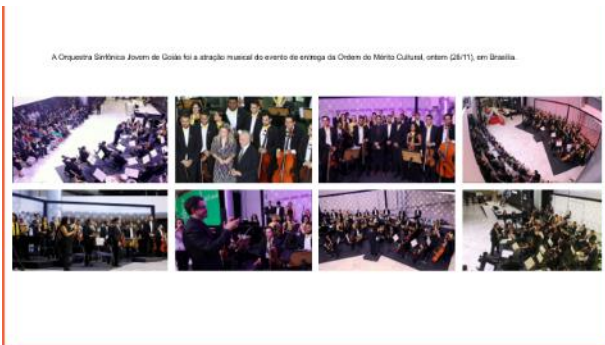 A Orquestra Sinfônica Jovem de Goiás foi a atração musical do evento de entrega da Ordem do Mérito Cultural, ontem (28/11), em Brasília.